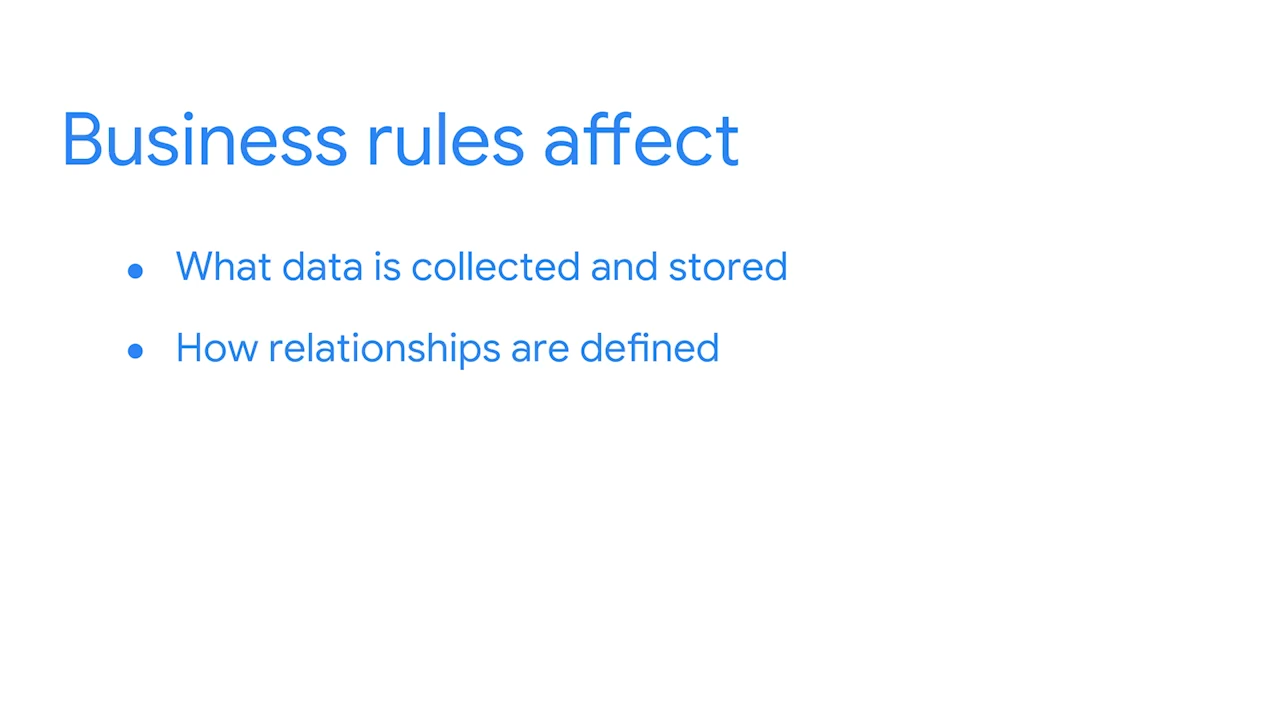 Business rules affect
• What data is collected and stored
• How relationships are defined